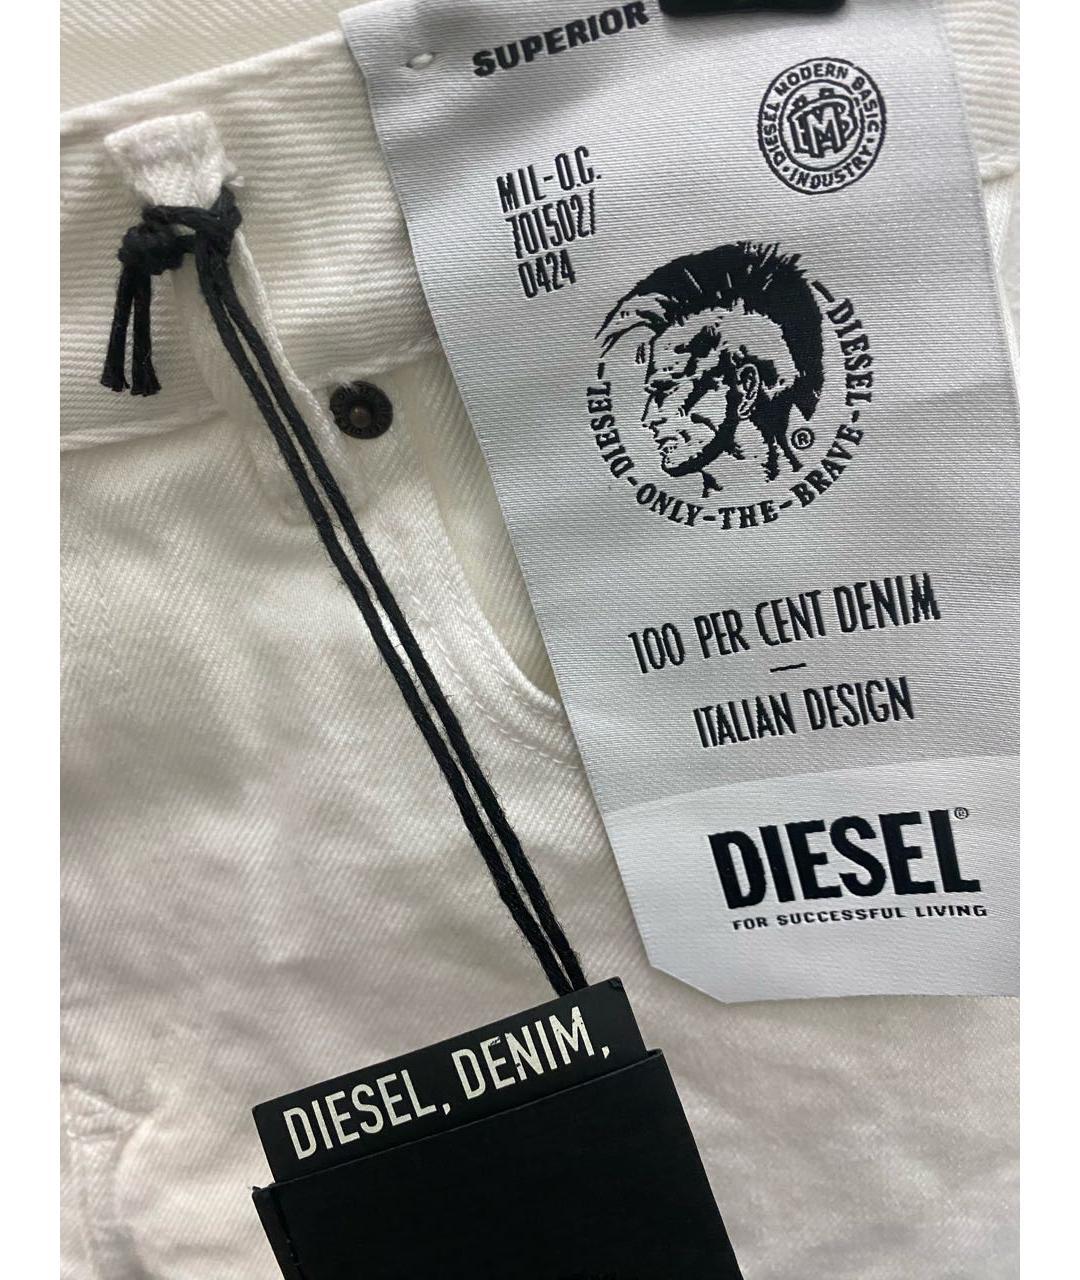 SUPERIOR
DIESEL MODERN BASIC
• INDUSTRY •
DMBI
MIL-O.G.
701502/
0424
DIESEL-
-DIESEL-ONLY-THE-BRAVE-
®
100 PER CENT DENIM
—
ITALIAN DESIGN
DIESEL®
FOR SUCCESSFUL LIVING
DIESEL, DENIM,